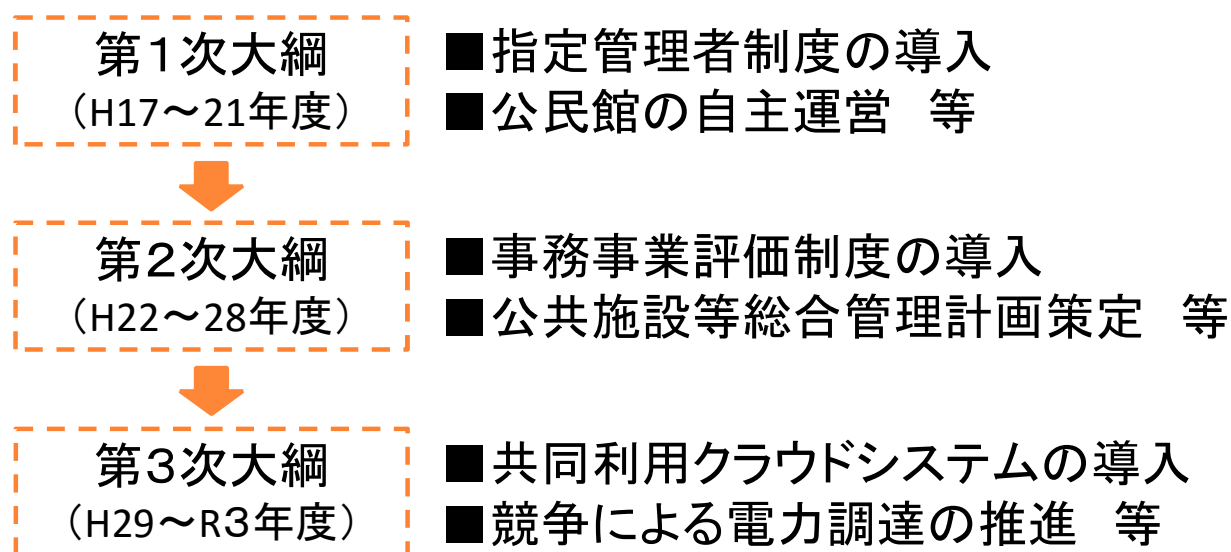 第１次大綱
（H17～21年度）
■指定管理者制度の導入
■公民館の自主運営　等
第２次大綱
（H22～28年度）
■事務事業評価制度の導入
■公共施設等総合管理計画策定　等
第３次大綱
（H29～R３年度）
■共同利用クラウドシステムの導入
■競争による電力調達の推進　等